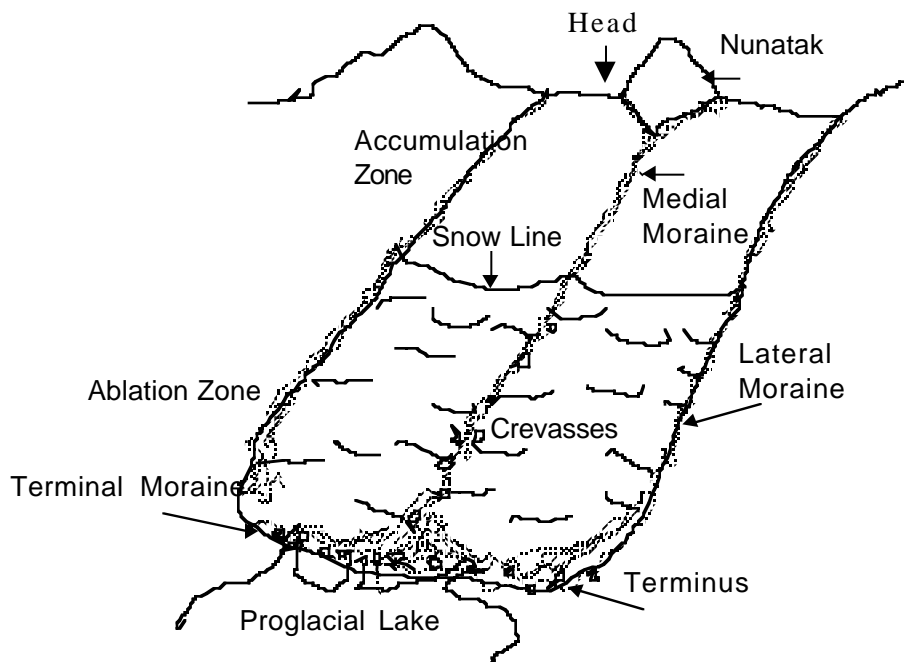 Head
Nunatak
Accumulation
Zone
Medial
Moraine
Snow Line
Lateral
Moraine
Ablation Zone
Crevasses
Terminal Moraine
Terminus
Proglacial Lake